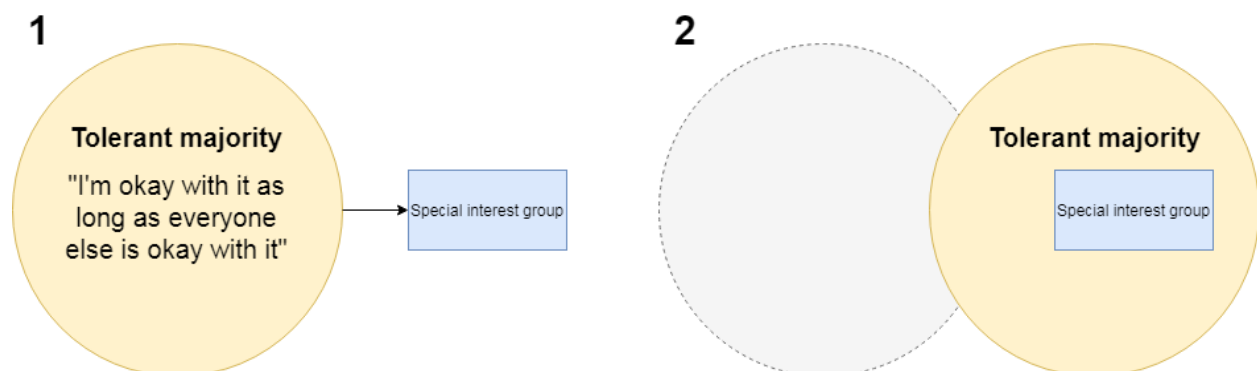 1
Tolerant majority
"I'm okay with it as
long as everyone
else is okay with it"
Special interest group
2
Tolerant majority
Special interest group